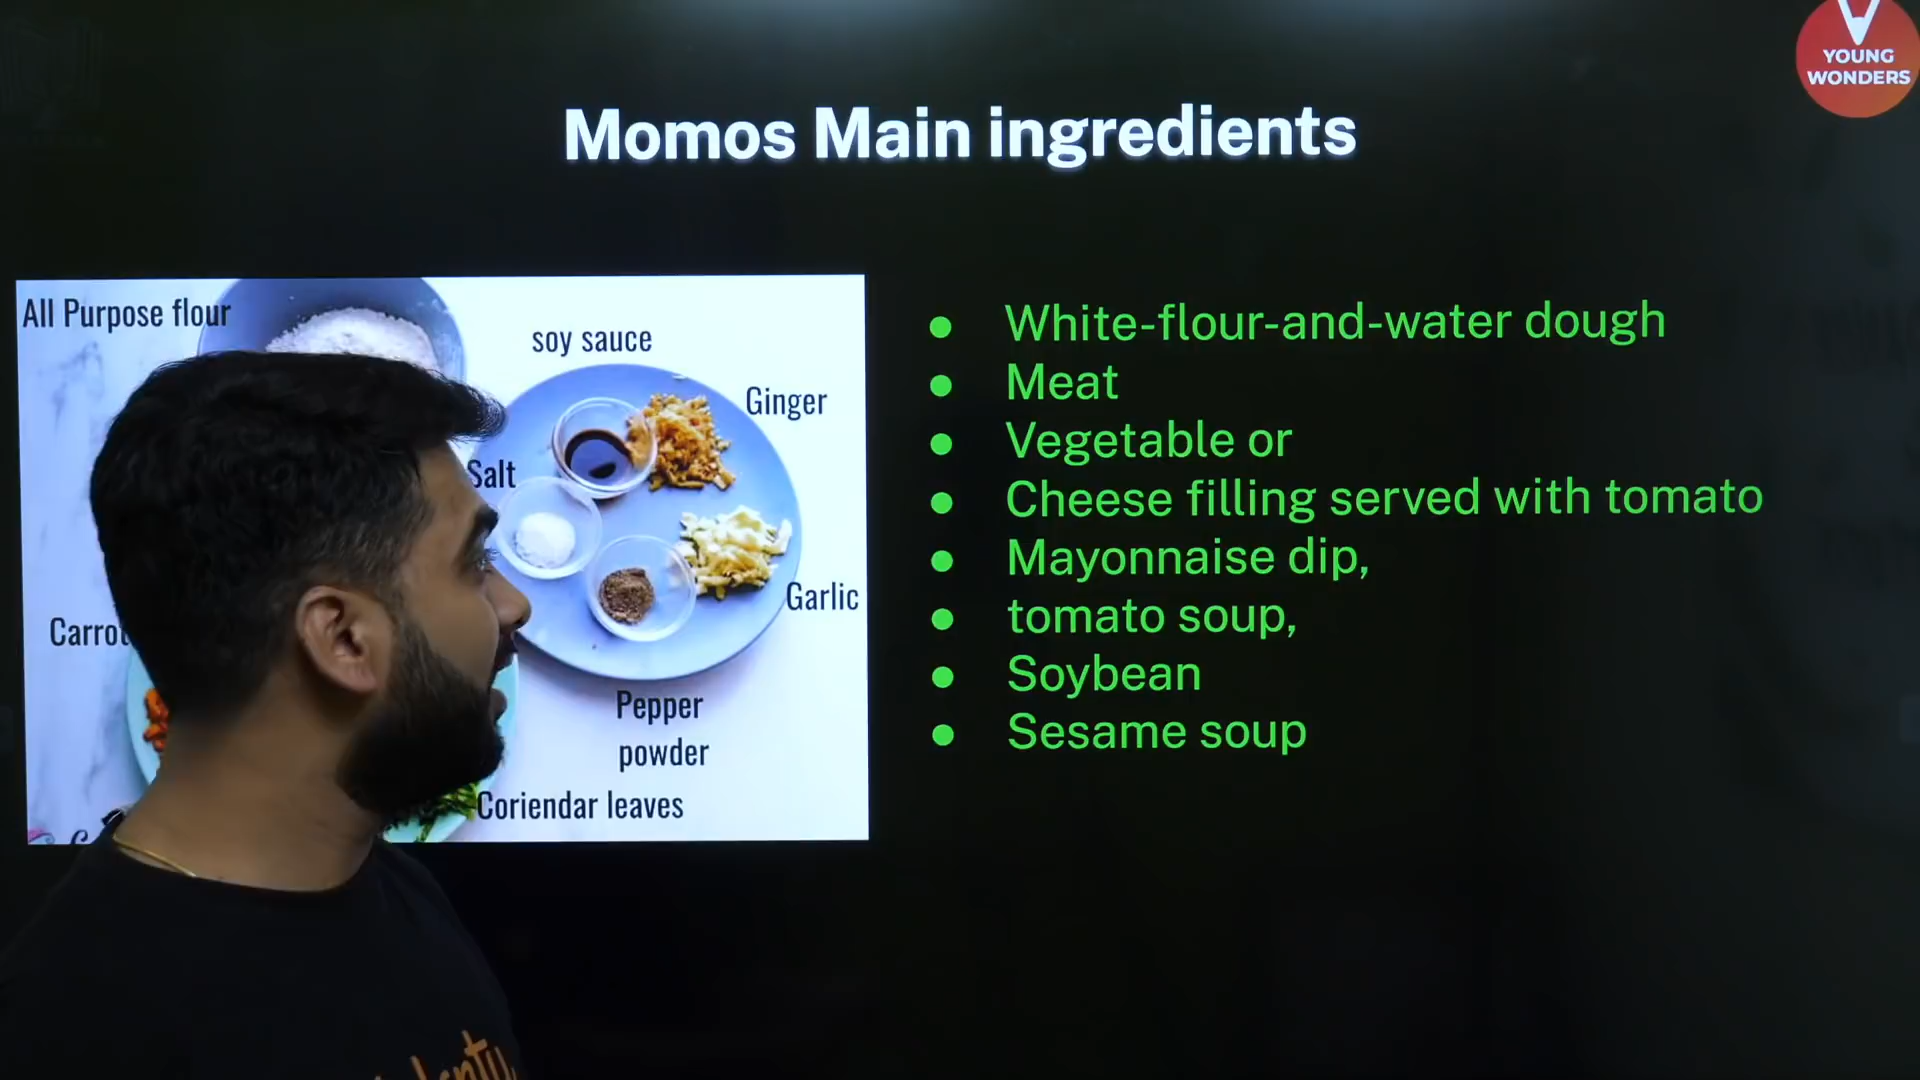 YOUNG
WONDERS
Momos Main ingredients
All Purpose flour
soy sauce
Ginger
Salt
Garlic
Pepper
powder
Coriendar leaves
White-flour-and-water dough
Meat
Vegetable or
Cheese filling served with tomato
Mayonnaise dip,
tomato soup,
Soybean
Sesame soup